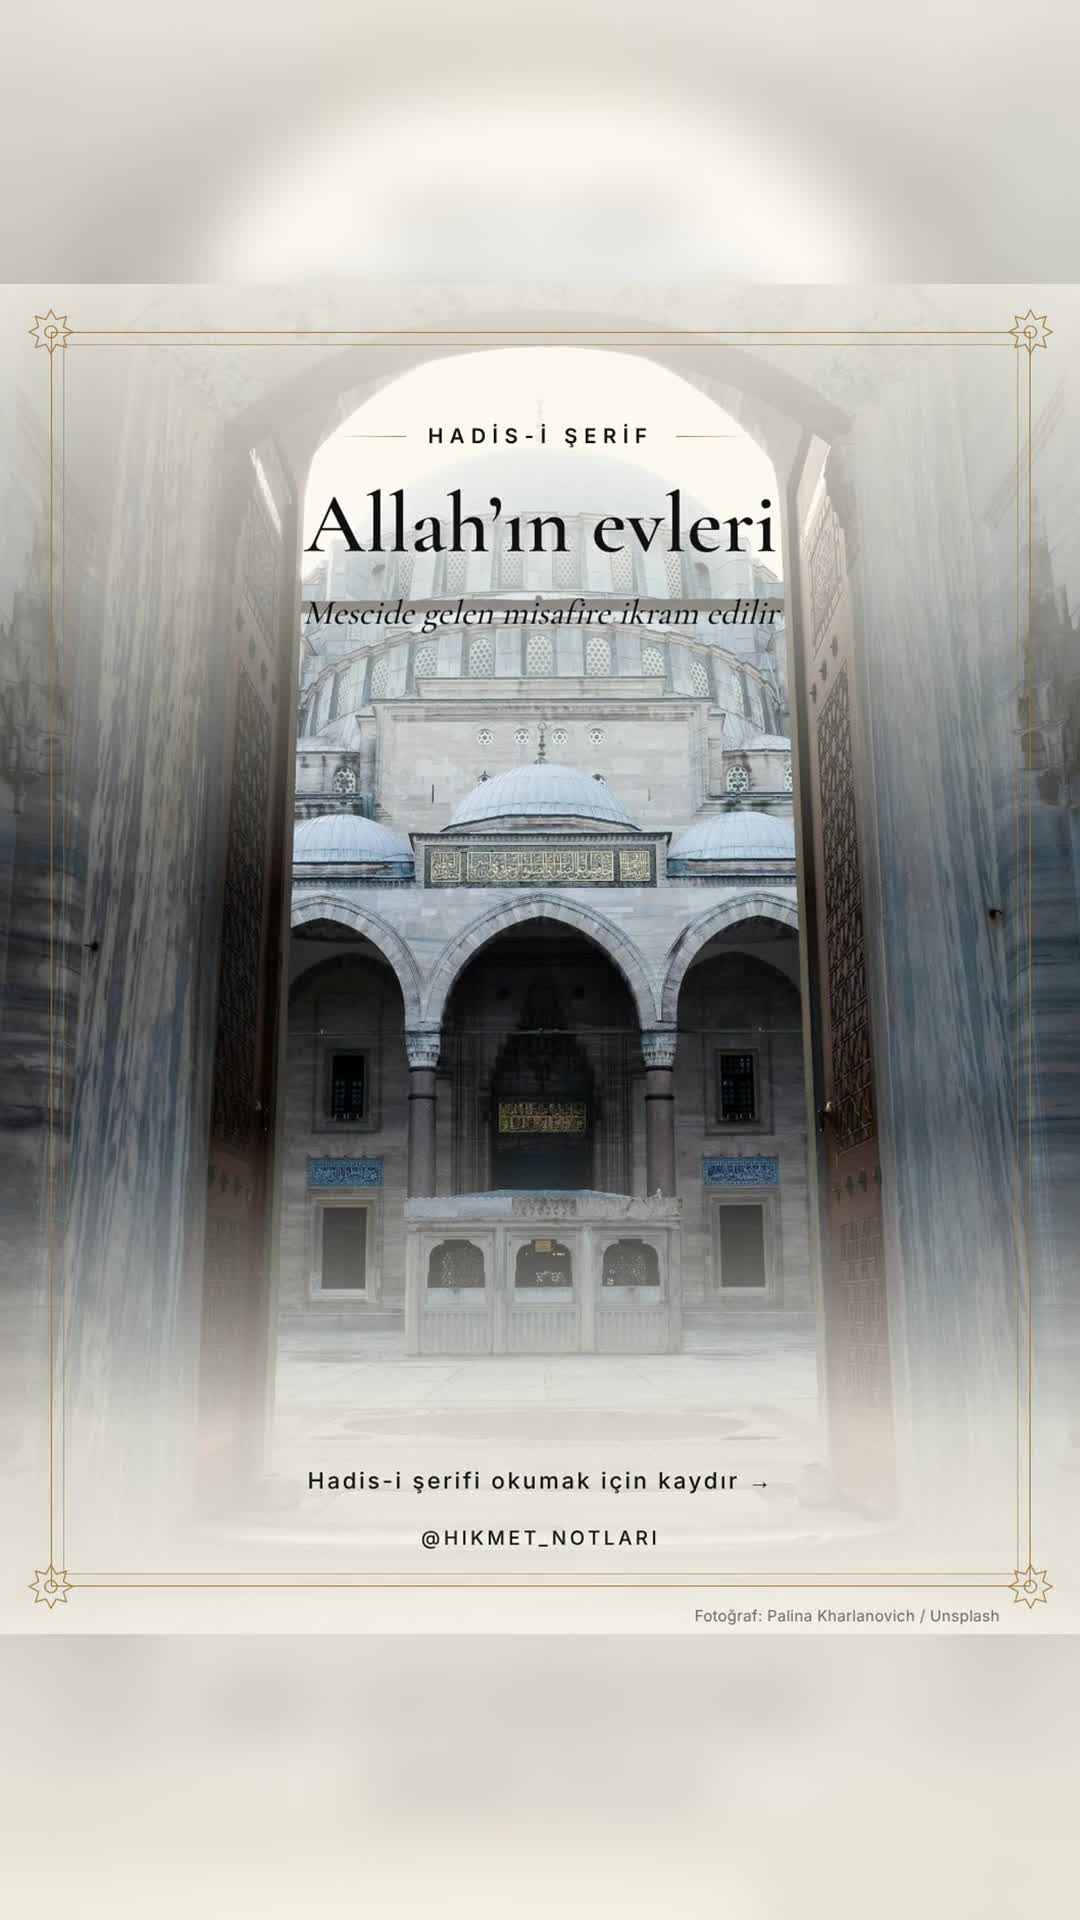 HADİS-İ ŞERİF
Allah’ın evleri
Mescide gelen misafire ikram edilir
Hadis-i şerifi okumak için kaydır →
@HIKMET_NOTLARI
Fotoğraf: Palina Kharlanovich / Unsplash